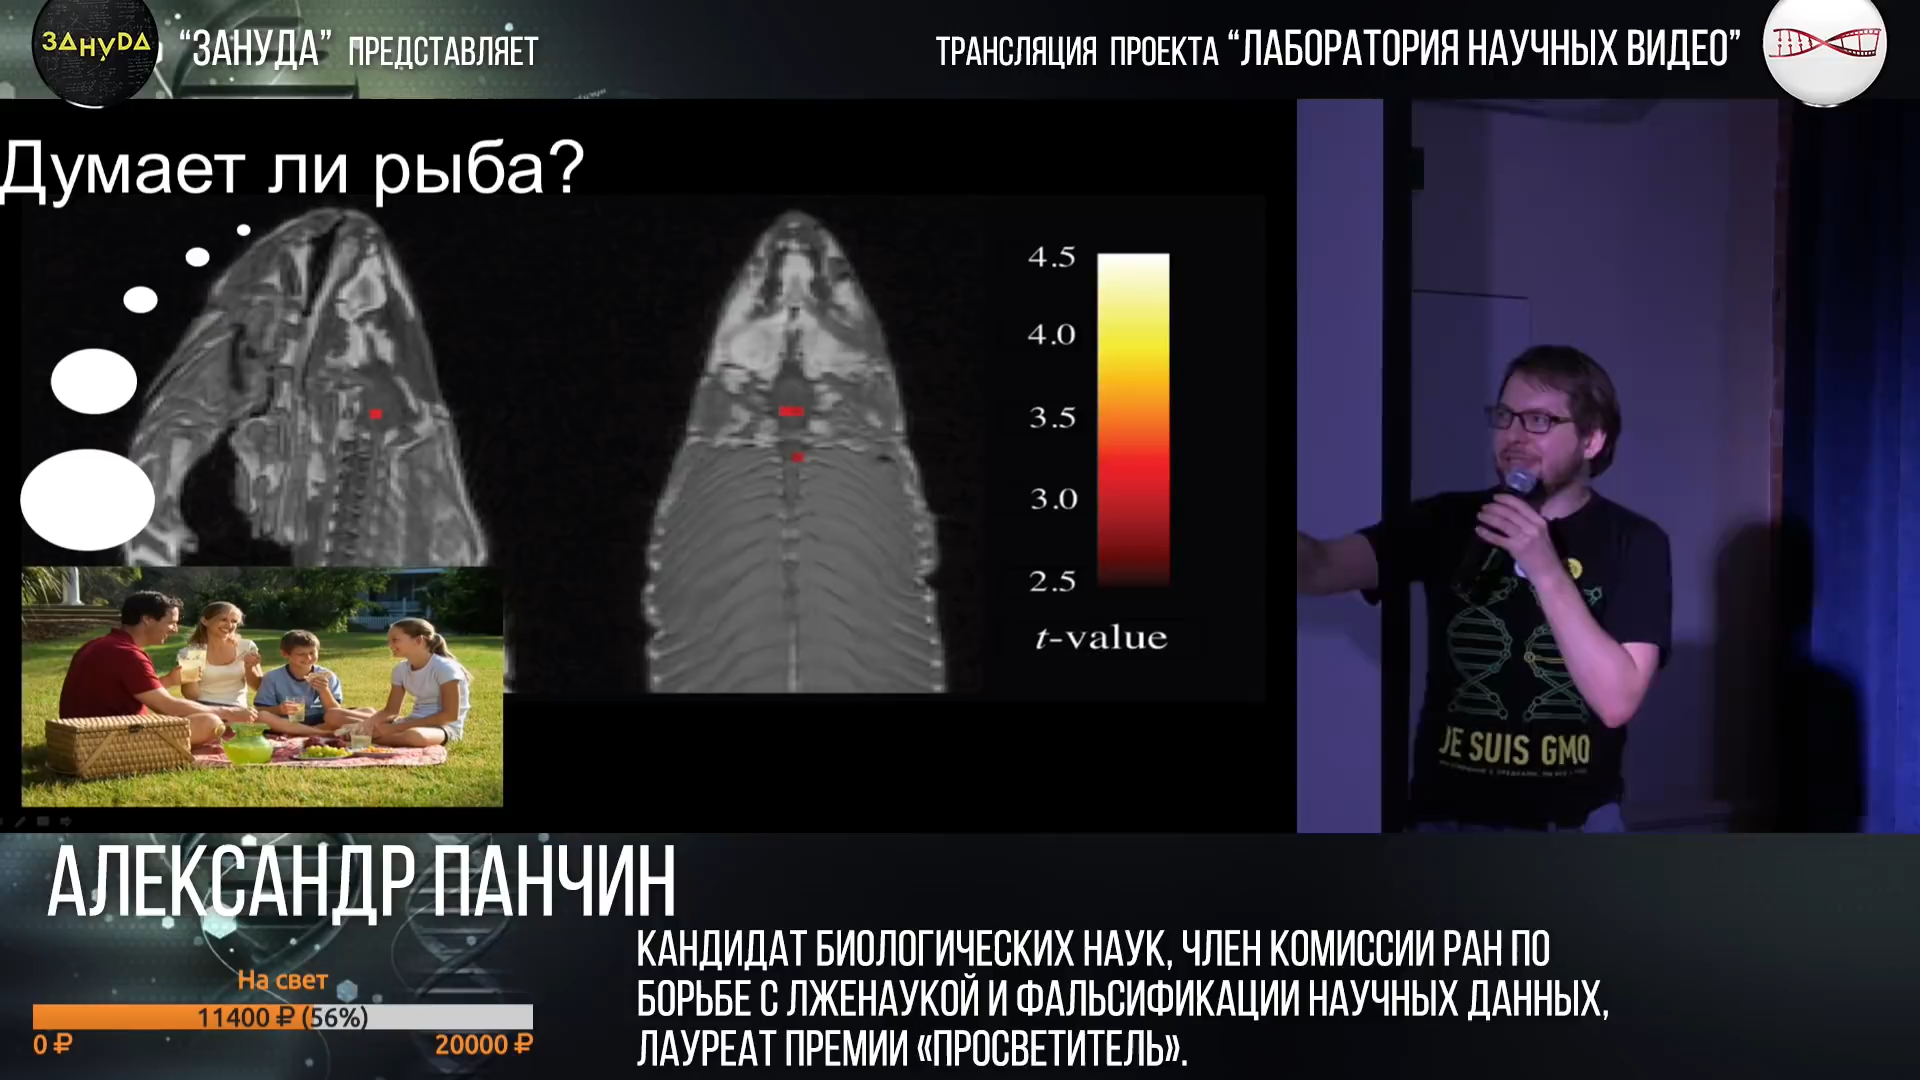 ЗАНУДА
“ЗАНУДА” ПРЕДСТАВЛЯЕТ
ТРАНСЛЯЦИЯ ПРОЕКТА “ЛАБОРАТОРИЯ НАУЧНЫХ ВИДЕО”
Думает ли рыба?
4.5
4.0
3.5
3.0
2.5
t-value
JE SUIS GMO
АЛЕКСАНДР ПАНЧИН
КАНДИДАТ БИОЛОГИЧЕСКИХ НАУК, ЧЛЕН КОМИССИИ РАН ПО
БОРЬБЕ С ЛЖЕНАУКОЙ И ФАЛЬСИФИКАЦИИ НАУЧНЫХ ДАННЫХ,
ЛАУРЕАТ ПРЕМИИ «ПРОСВЕТИТЕЛЬ».
На свет
11400 ₽ (56%)
0 ₽
20000 ₽